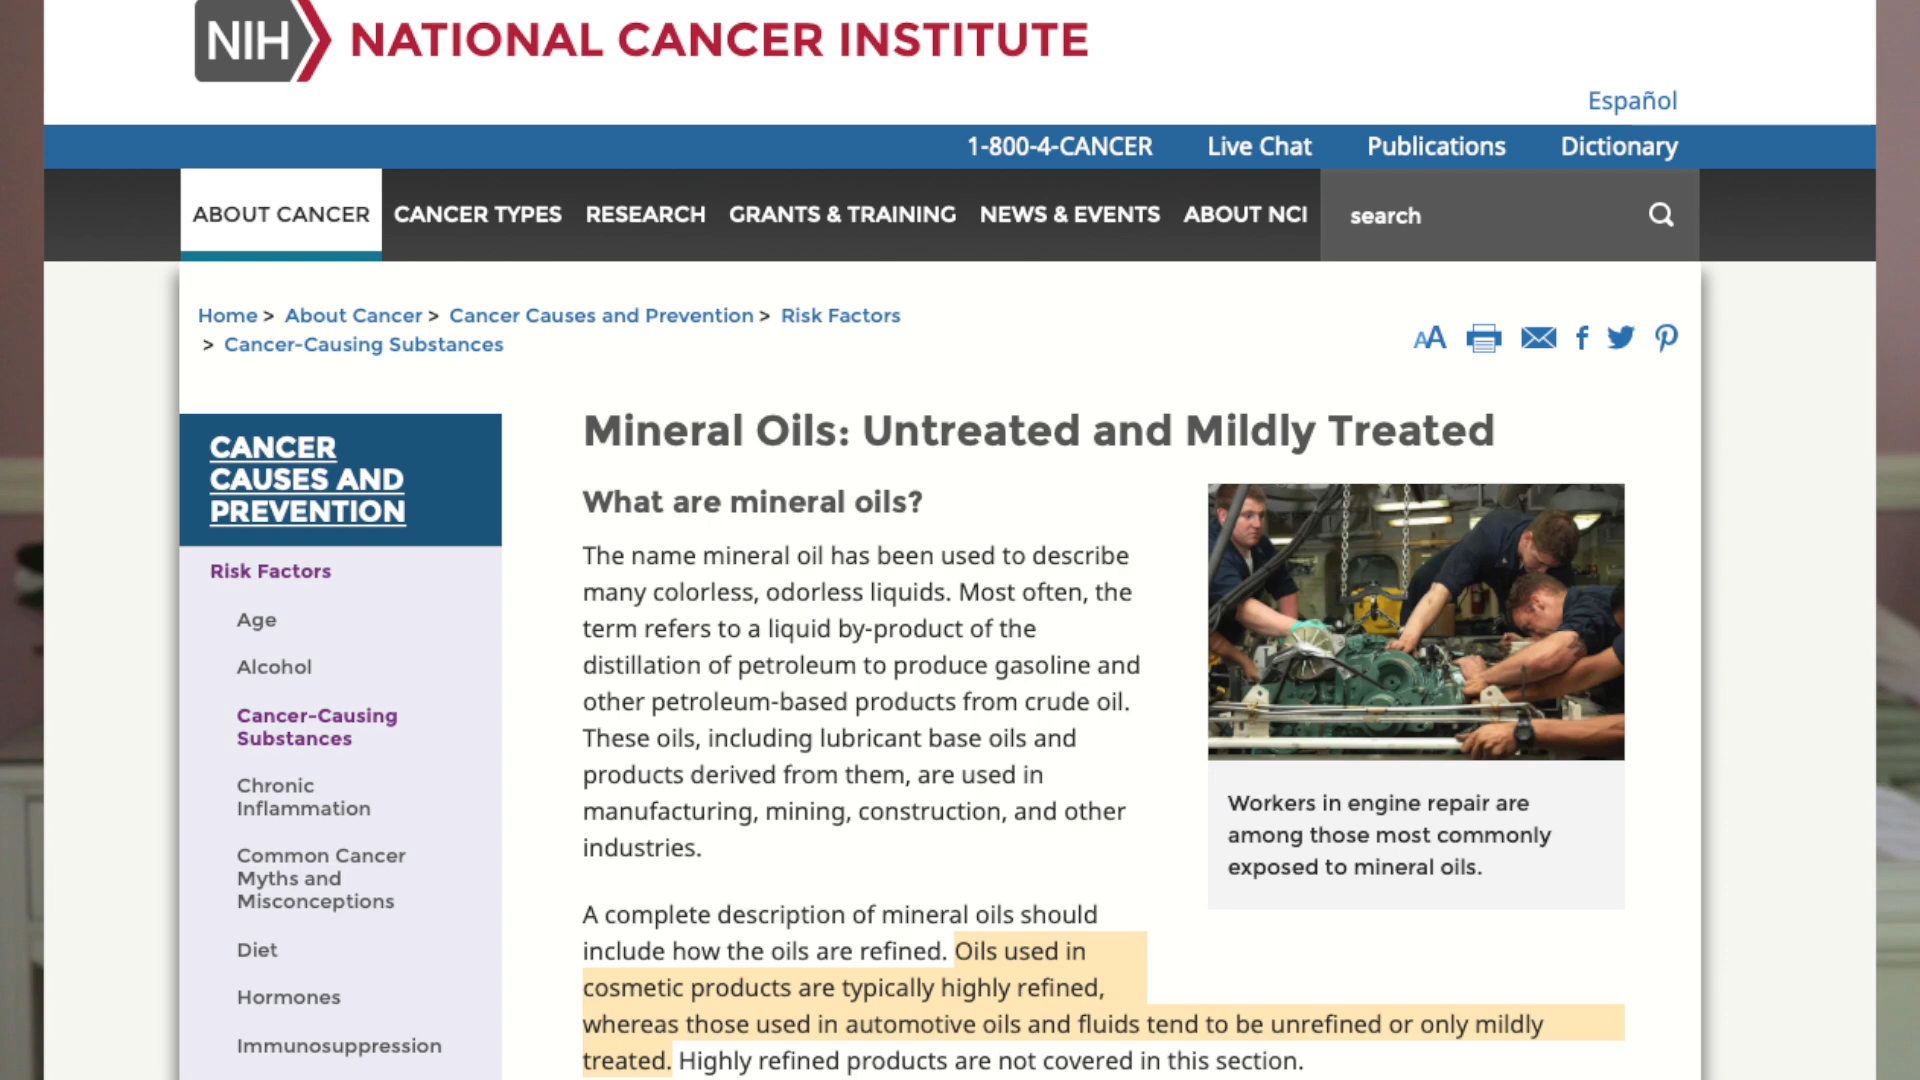 NIH NATIONAL CANCER INSTITUTE
Español
1-800-4-CANCER Live Chat Publications Dictionary
ABOUT CANCER CANCER TYPES RESEARCH GRANTS & TRAINING NEWS & EVENTS ABOUT NCI search
Home > About Cancer > Cancer Causes and Prevention > Risk Factors
> Cancer-Causing Substances
AA
CANCER
CAUSES AND
PREVENTION
Risk Factors
Age
Alcohol
Cancer-Causing
Substances
Chronic
Inflammation
Common Cancer
Myths and
Misconceptions
Diet
Hormones
Immunosuppression
Mineral Oils: Untreated and Mildly Treated
What are mineral oils?
The name mineral oil has been used to describe
many colorless, odorless liquids. Most often, the
term refers to a liquid by-product of the
distillation of petroleum to produce gasoline and
other petroleum-based products from crude oil.
These oils, including lubricant base oils and
products derived from them, are used in
manufacturing, mining, construction, and other
industries.
Workers in engine repair are
among those most commonly
exposed to mineral oils.
A complete description of mineral oils should
include how the oils are refined. Oils used in
cosmetic products are typically highly refined,
whereas those used in automotive oils and fluids tend to be unrefined or only mildly
treated. Highly refined products are not covered in this section.